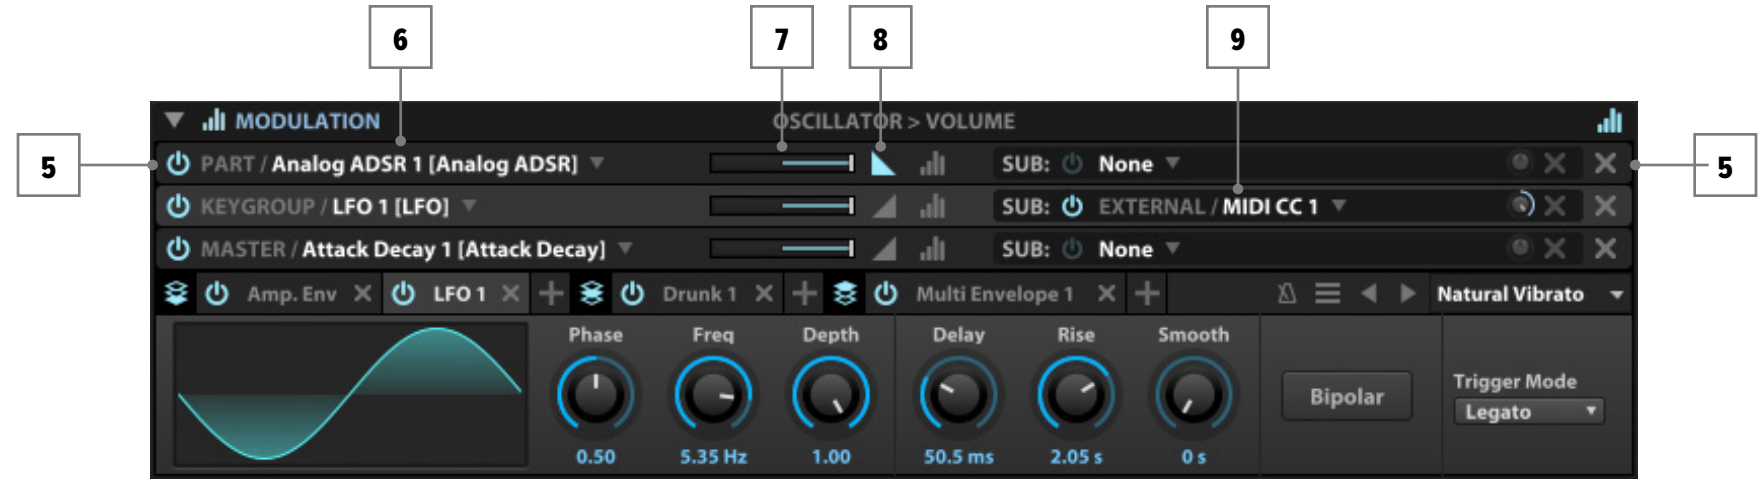 6 7 8 9
MODULATION OSCILLATOR > VOLUME
5 PART / Analog ADSR 1 [Analog ADSR] SUB: None 5
KEYGROUP / LFO 1 [LFO] SUB: EXTERNAL / MIDI CC 1
MASTER / Attack Decay 1 [Attack Decay] SUB: None
Amp. Env LFO 1 Drunk 1 Multi Envelope 1 Natural Vibrato
Phase Freq Depth Delay Rise Smooth
Trigger Mode
Bipolar
Legato
0.50 5.35 Hz 1.00 50.5 ms 2.05 s 0 s